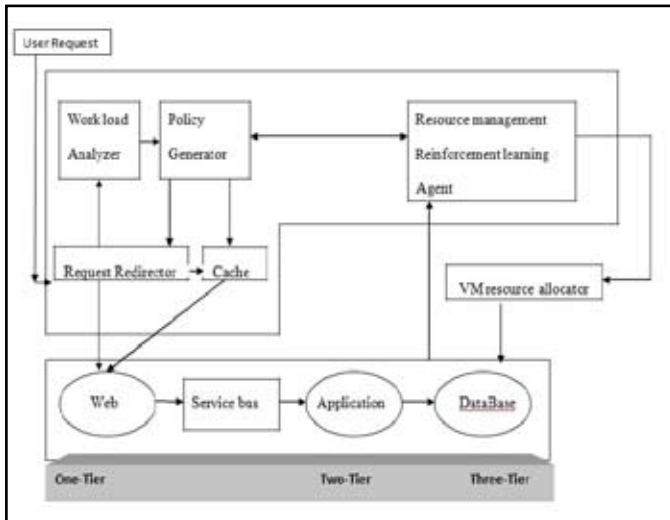 User Request
Work load
Analyzer
Policy
Generator
Resource management
Reinforcement learning
Agent
Request Redirector
Cache
VM resource allocator
Web
Service bus
Application
DataBase
One-Tier
Two-Tier
Three-Tier